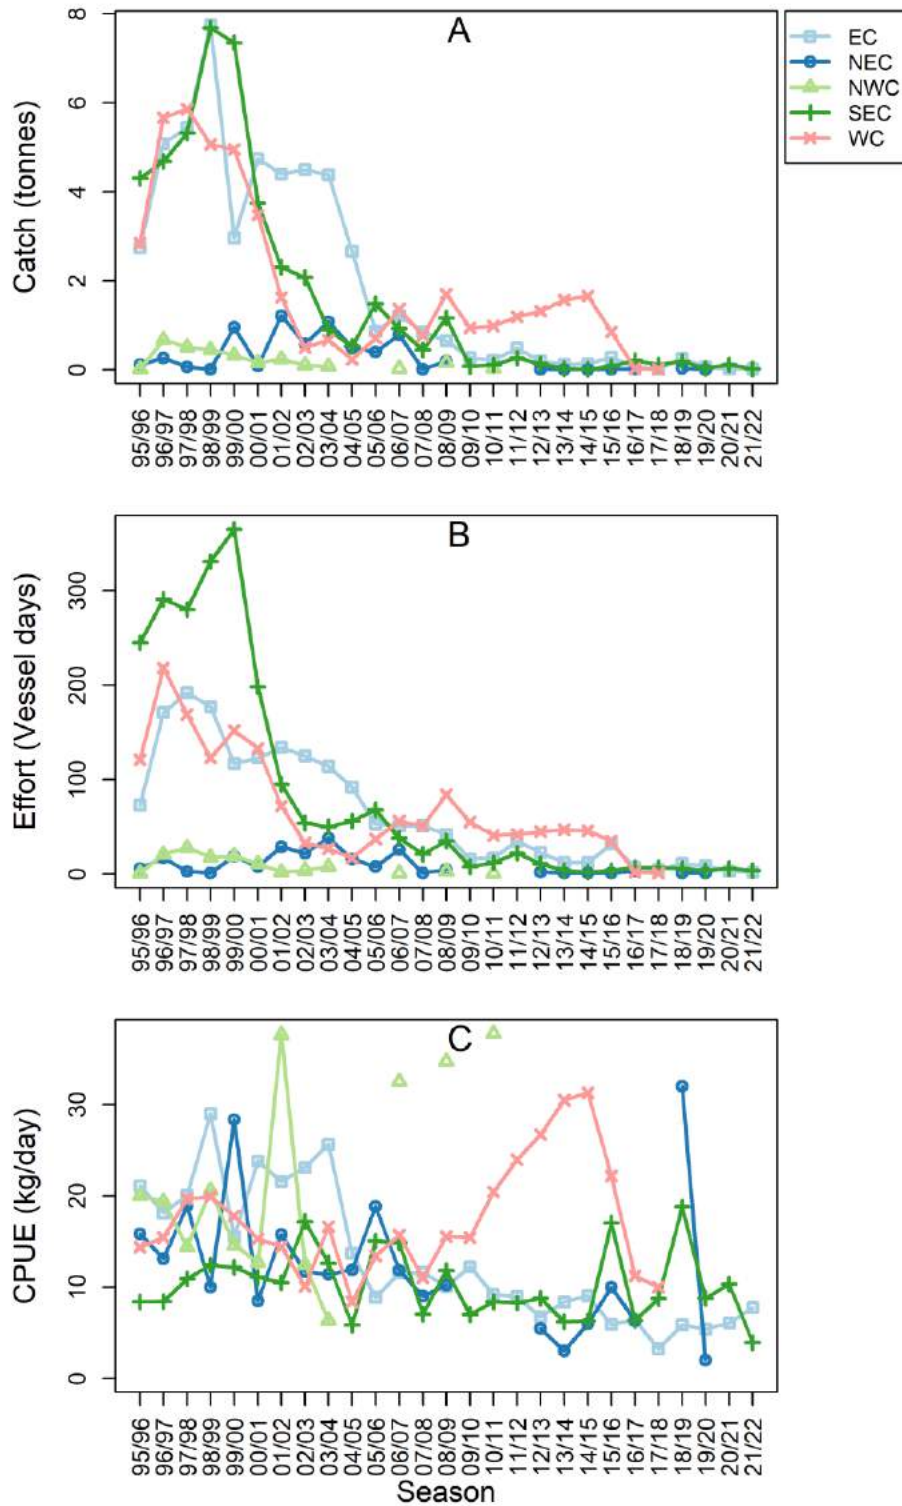 A
EC
NEC
NWC
SEC
WC
Catch (tonnes)
8
6
4
2
0
95/96 96/97 97/98 98/99 99/00 00/01 01/02 02/03 03/04 04/05 05/06 06/07 07/08 08/09 09/10 10/11 11/12 12/13 13/14 14/15 15/16 16/17 17/18 18/19 19/20 20/21 21/22
B
Effort (Vessel days)
300
200
100
0
95/96 96/97 97/98 98/99 99/00 00/01 01/02 02/03 03/04 04/05 05/06 06/07 07/08 08/09 09/10 10/11 11/12 12/13 13/14 14/15 15/16 16/17 17/18 18/19 19/20 20/21 21/22
C
CPUE (kg/day)
30
20
10
0
95/96 96/97 97/98 98/99 99/00 00/01 01/02 02/03 03/04 04/05 05/06 06/07 07/08 08/09 09/10 10/11 11/12 12/13 13/14 14/15 15/16 16/17 17/18 18/19 19/20 20/21 21/22
Season